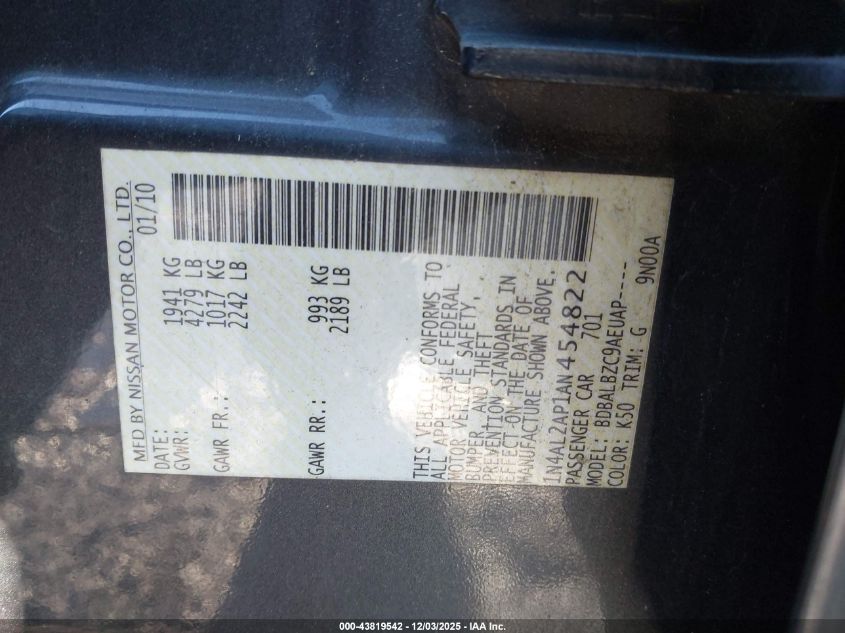 MFD BY NISSAN MOTOR CO., LTD.
DATE: 01/10
GVWR: 1941 KG
4279 LB
GAWR FR.: 1017 KG
2242 LB
GAWR RR.: 993 KG
2189 LB
THIS VEHICLE CONFORMS TO
ALL APPLICABLE FEDERAL
MOTOR VEHICLE SAFETY,
BUMPER, AND THEFT
PREVENTION STANDARDS IN
EFFECT ON THE DATE OF
MANUFACTURE SHOWN ABOVE.
1N4AL2AP1AN454822
PASSENGER CAR 701
MODEL: BDBALBZC9AEUAP----
COLOR: K50 TRIM: G 9N00A
000-43819542 - 12/03/2025 - IAA Inc.